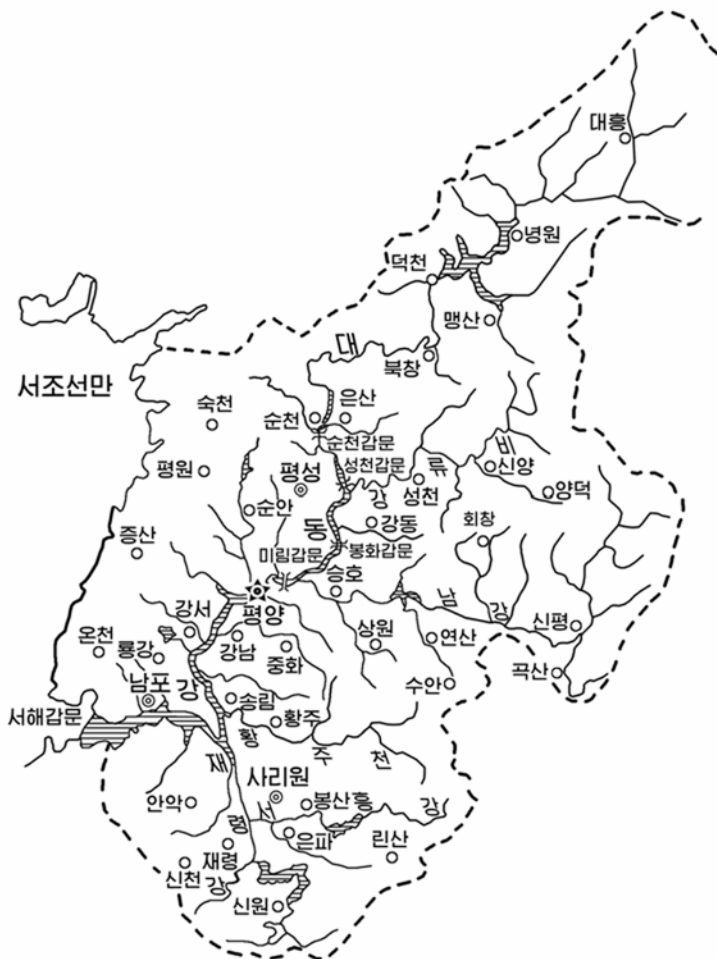 대흥
녕원
덕천
맹산
대
북창
서조선만
숙천
순천
은산
순천갑문
비
평원
평성
성천갑문
류
신양
성천
양덕
강
순안
동
강동
회창
증산
미림갑문
봉화갑문
승호
평양
남
강
강서
신평
온천
룡강
강남
중화
상원
연산
곡산
남포
강
송림
수안
서해갑문
황주
황
주
천
재
사리원
안악
서
봉산
흥
강
령
은파
재령
린산
신천
강
신원